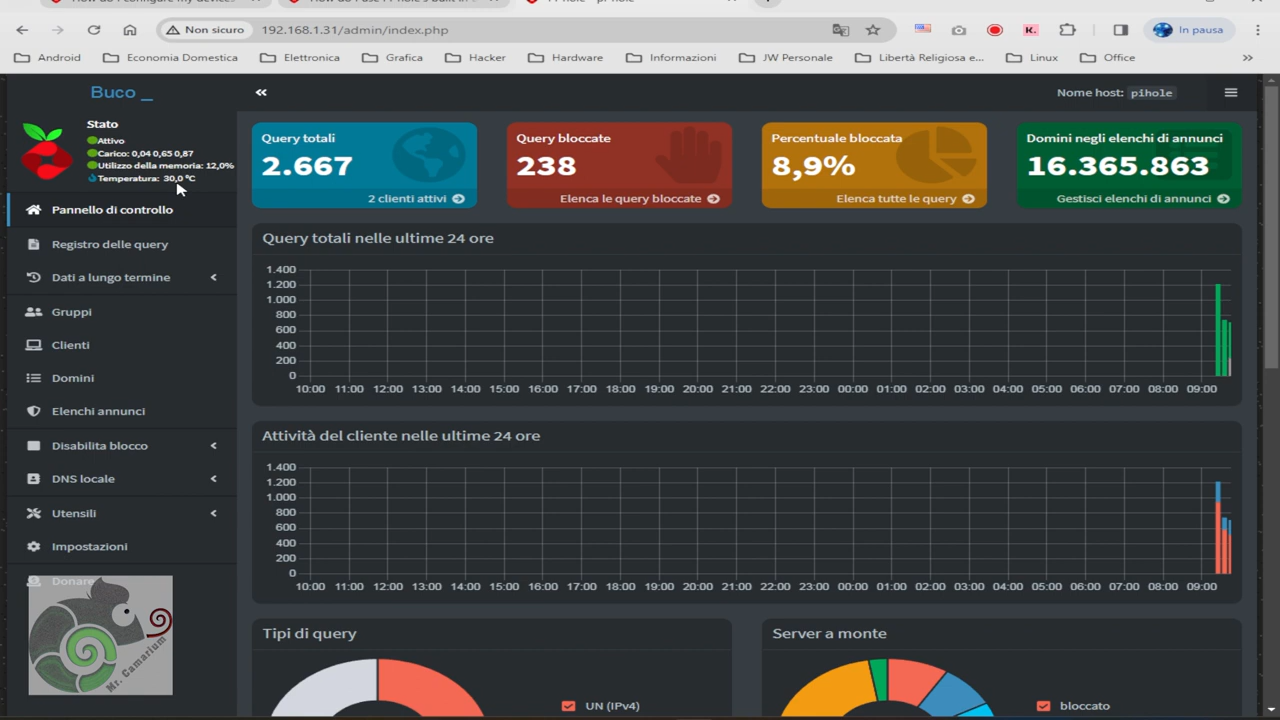 Non sicuro
192.168.1.31/admin/index.php
K.
In pausa
Android
Economia Domestica
Elettronica
Grafica
Hacker
Hardware
Informazioni
JW Personale
Libertà Religiosa e...
Linux
Office
Buco _
Nome host: pihole
Stato
Attivo
Carico: 0,04 0,65 0,87
Utilizzo della memoria: 12,0%
Temperatura: 30,0 °C
Pannello di controllo
Registro delle query
Dati a lungo termine
Gruppi
Clienti
Domini
Elenchi annunci
Disabilita blocco
DNS locale
Utensili
Impostazioni
Donare
Mr. Camarium
Query totali
2.667
2 clienti attivi
Query bloccate
238
Elenca le query bloccate
Percentuale bloccata
8,9%
Elenca tutte le query
Domini negli elenchi di annunci
16.365.863
Gestisci elenchi di annunci
Query totali nelle ultime 24 ore
1.400
1.200
1.000
800
600
400
200
0
10:00 11:00 12:00 13:00 14:00 15:00 16:00 17:00 18:00 19:00 20:00 21:00 22:00 23:00 00:00 01:00 02:00 03:00 04:00 05:00 06:00 07:00 08:00 09:00
Attività del cliente nelle ultime 24 ore
1.400
1.200
1.000
800
600
400
200
0
10:00 11:00 12:00 13:00 14:00 15:00 16:00 17:00 18:00 19:00 20:00 21:00 22:00 23:00 00:00 01:00 02:00 03:00 04:00 05:00 06:00 07:00 08:00 09:00
Tipi di query
UN (IPv4)
Server a monte
bloccato